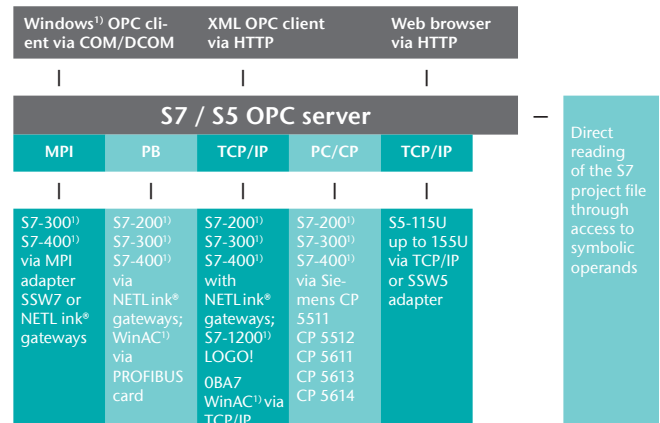 Windows¹⁾ OPC cli-
ent via COM/DCOM
XML OPC client
via HTTP
Web browser
via HTTP
S7 / S5 OPC server
MPI
PB
TCP/IP
PC/CP
TCP/IP
S7-300¹⁾
S7-400¹⁾
via MPI
adapter
SSW7 or
NETL ink®
gateways
S7-200¹⁾
S7-300¹⁾
S7-400¹⁾
via
NETLink®
gateways;
WinAC¹⁾
via
PROFIBUS
card
S7-200¹⁾
S7-300¹⁾
S7-400¹⁾
with
NETLink®
gateways;
S7-1200¹⁾
LOGO!
0BA7
WinAC¹⁾ via
TCP/IP
S7-200¹⁾
S7-300¹⁾
S7-400¹⁾
via Sie-
mens CP
5511
CP 5512
CP 5611
CP 5613
CP 5614
S5-115U
up to 155U
via TCP/IP
or SSW5
adapter
Direct
reading
of the S7
project file
through
access to
symbolic
operands